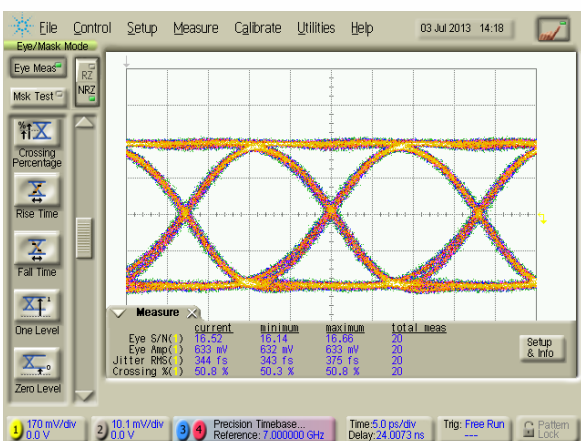 File Control Setup Measure Calibrate Utilities Help 03 Jul 2013 14:18
Eye/Mask Mode
Eye Meas
RZ
NRZ
Msk Test
Crossing
Percentage
Rise Time
Fall Time
One Level
Zero Level
Measure
current minimum maximum total meas
Eye S/N(1) 16.52 16.14 16.66 20
Eye Amp(1) 633 mV 632 mV 633 mV 20
Jitter RMS(1) 344 fs 343 fs 375 fs 20
Crossing %(1) 50.8 % 50.3 % 50.8 % 20
Setup
& Info
1 170 mV/div
0.0 V
2 10.1 mV/div
0.0 V
3 4 Precision Timebase...
Reference: 7.000000 GHz
Time:5.0 ps/div
Delay:24.0073 ns
Trig: Free Run
---
Pattern
Lock